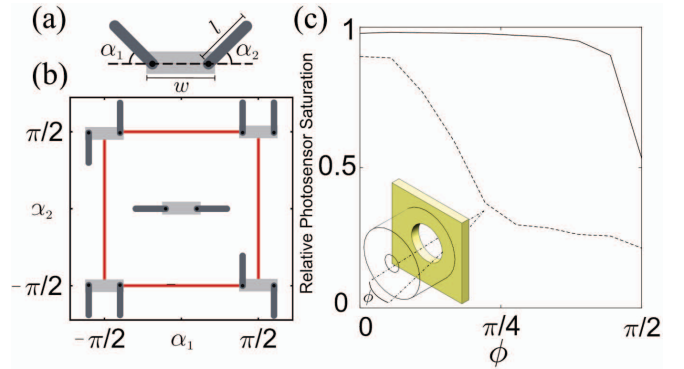 (a)
α₁
l
α₂
w
(b)
π/2
α₂
-π/2
-π/2
α₁
π/2
(c)
Relative Photosensor Saturation
1
0.5
0
ϕ
0
π/4
π/2
ϕ